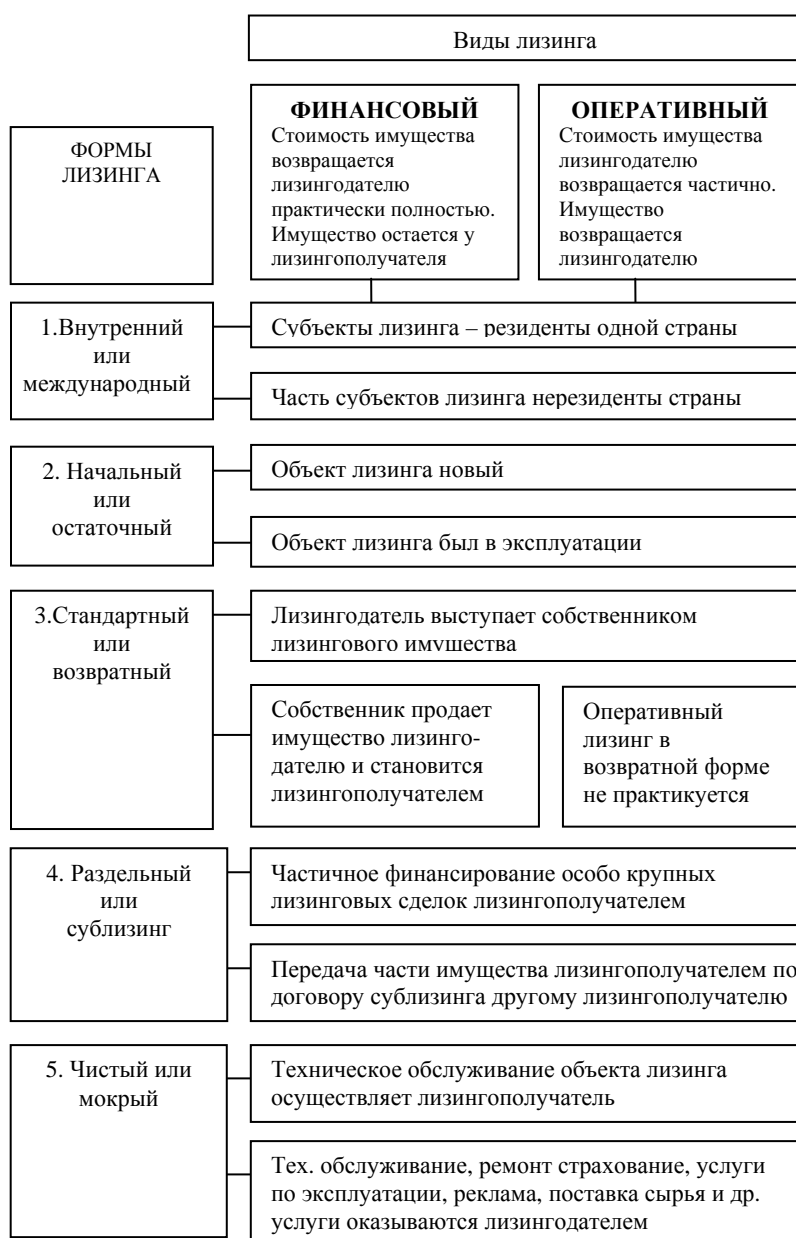 Виды лизинга
ФОРМЫ
ЛИЗИНГА
ФИНАНСОВЫЙ
Стоимость имущества
возвращается
лизингодателю
практически полностью.
Имущество остается у
лизингополучателя
ОПЕРАТИВНЫЙ
Стоимость имущества
лизингодателю
возвращается частично.
Имущество
возвращается
лизингодателю
1.Внутренний
или
международный
Субъекты лизинга – резиденты одной страны
Часть субъектов лизинга нерезиденты страны
2. Начальный
или
остаточный
Объект лизинга новый
Объект лизинга был в эксплуатации
3.Стандартный
или
возвратный
Лизингодатель выступает собственником
лизингового имущества
Собственник продает
имущество лизинго-
дателю и становится
лизингополучателем
Оперативный
лизинг в
возвратной форме
не практикуется
4. Раздельный
или
сублизинг
Частичное финансирование особо крупных
лизинговых сделок лизингополучателем
Передача части имущества лизингополучателем по
договору сублизинга другому лизингополучателю
5. Чистый или
мокрый
Техническое обслуживание объекта лизинга
осуществляет лизингополучатель
Тех. обслуживание, ремонт страхование, услуги
по эксплуатации, реклама, поставка сырья и др.
услуги оказываются лизингодателем